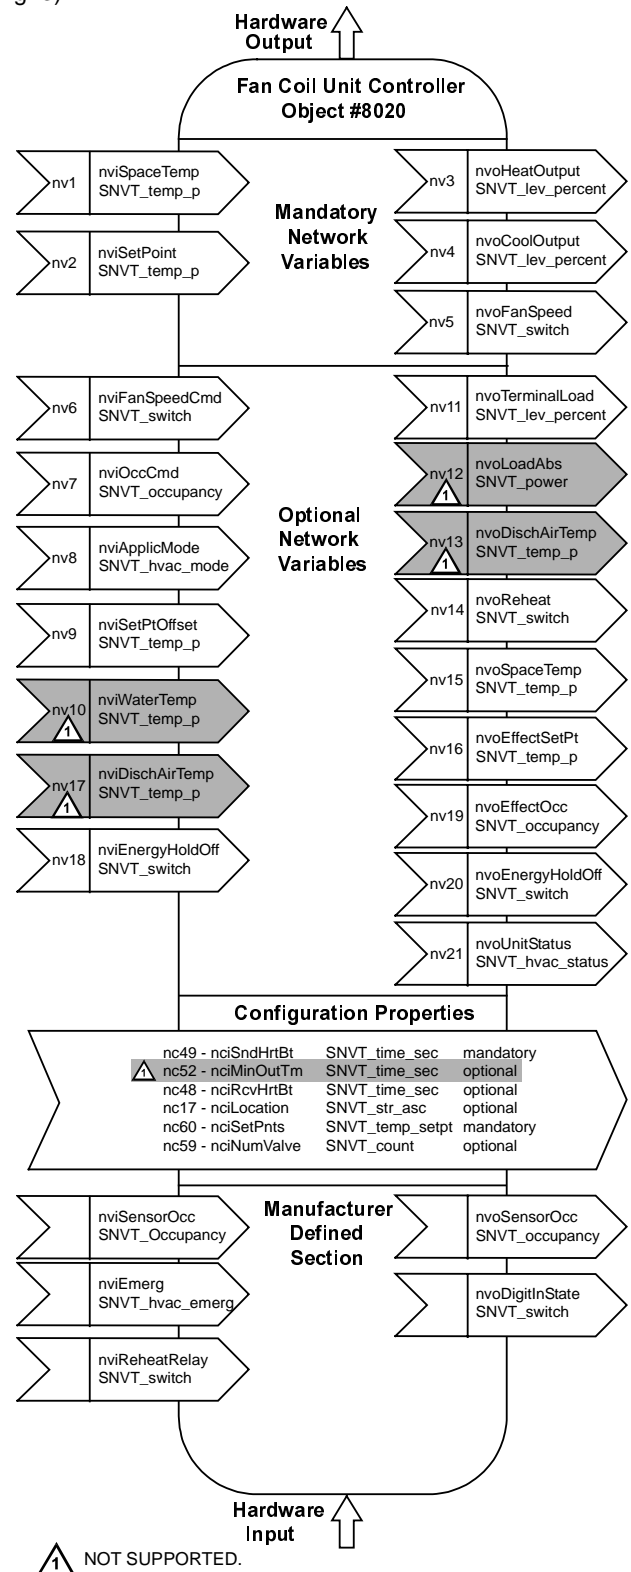 Hardware
Output
Fan Coil Unit Controller
Object #8020
nv1
nviSpaceTemp
SNVT_temp_p
nv2
nviSetPoint
SNVT_temp_p
Mandatory
Network
Variables
nv3
nvoHeatOutput
SNVT_lev_percent
nv4
nvoCoolOutput
SNVT_lev_percent
nv5
nvoFanSpeed
SNVT_switch
nv6
nviFanSpeedCmd
SNVT_switch
nv7
nviOccCmd
SNVT_occupancy
nv8
nviApplicMode
SNVT_hvac_mode
nv9
nviSetPtOffset
SNVT_temp_p
nv10
1
nviWaterTemp
SNVT_temp_p
nv17
1
nviDischAirTemp
SNVT_temp_p
nv18
nviEnergyHoldOff
SNVT_switch
Optional
Network
Variables
nv11
nvoTerminalLoad
SNVT_lev_percent
nv12
1
nvoLoadAbs
SNVT_power
nv13
1
nvoDischAirTemp
SNVT_temp_p
nv14
nvoReheat
SNVT_switch
nv15
nvoSpaceTemp
SNVT_temp_p
nv16
nvoEffectSetPt
SNVT_temp_p
nv19
nvoEffectOcc
SNVT_occupancy
nv20
nvoEnergyHoldOff
SNVT_switch
nv21
nvoUnitStatus
SNVT_hvac_status
Configuration Properties
nc49 - nciSndHrtBt SNVT_time_sec mandatory
1 nc52 - nciMinOutTm SNVT_time_sec optional
nc48 - nciRcvHrtBt SNVT_time_sec optional
nc17 - nciLocation SNVT_str_asc optional
nc60 - nciSetPnts SNVT_temp_setpt mandatory
nc59 - nciNumValve SNVT_count optional
nviSensorOcc
SNVT_Occupancy
nviEmerg
SNVT_hvac_emerg
nviReheatRelay
SNVT_switch
Manufacturer
Defined
Section
nvoSensorOcc
SNVT_occupancy
nvoDigitInState
SNVT_switch
Hardware
Input
1 NOT SUPPORTED.